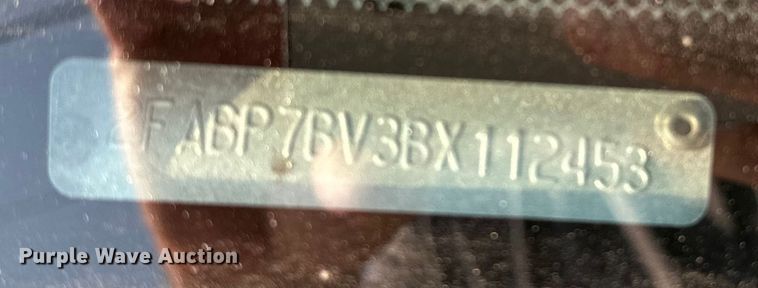 2FABP7BV3BX112453
Purple Wave Auction